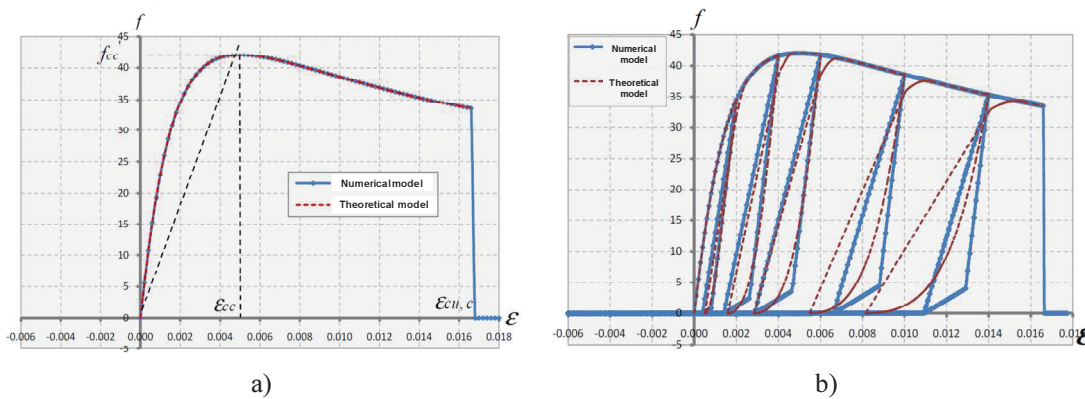 f
f
f_cc
45
40
35
30
25
20
15
10
5
0
-5
-0.006 -0.004 -0.002 0.000 0.002 0.004 0.006 0.008 0.010 0.012 0.014 0.016 0.018
Numerical model
Theoretical model
εcc
εcu, c
ε
a)
45
40
35
30
25
20
15
10
5
0
-5
-0.006 -0.004 -0.002 0.000 0.002 0.004 0.006 0.008 0.010 0.012 0.014 0.016 0.018
Numerical
model
Theoretical
model
ε
b)